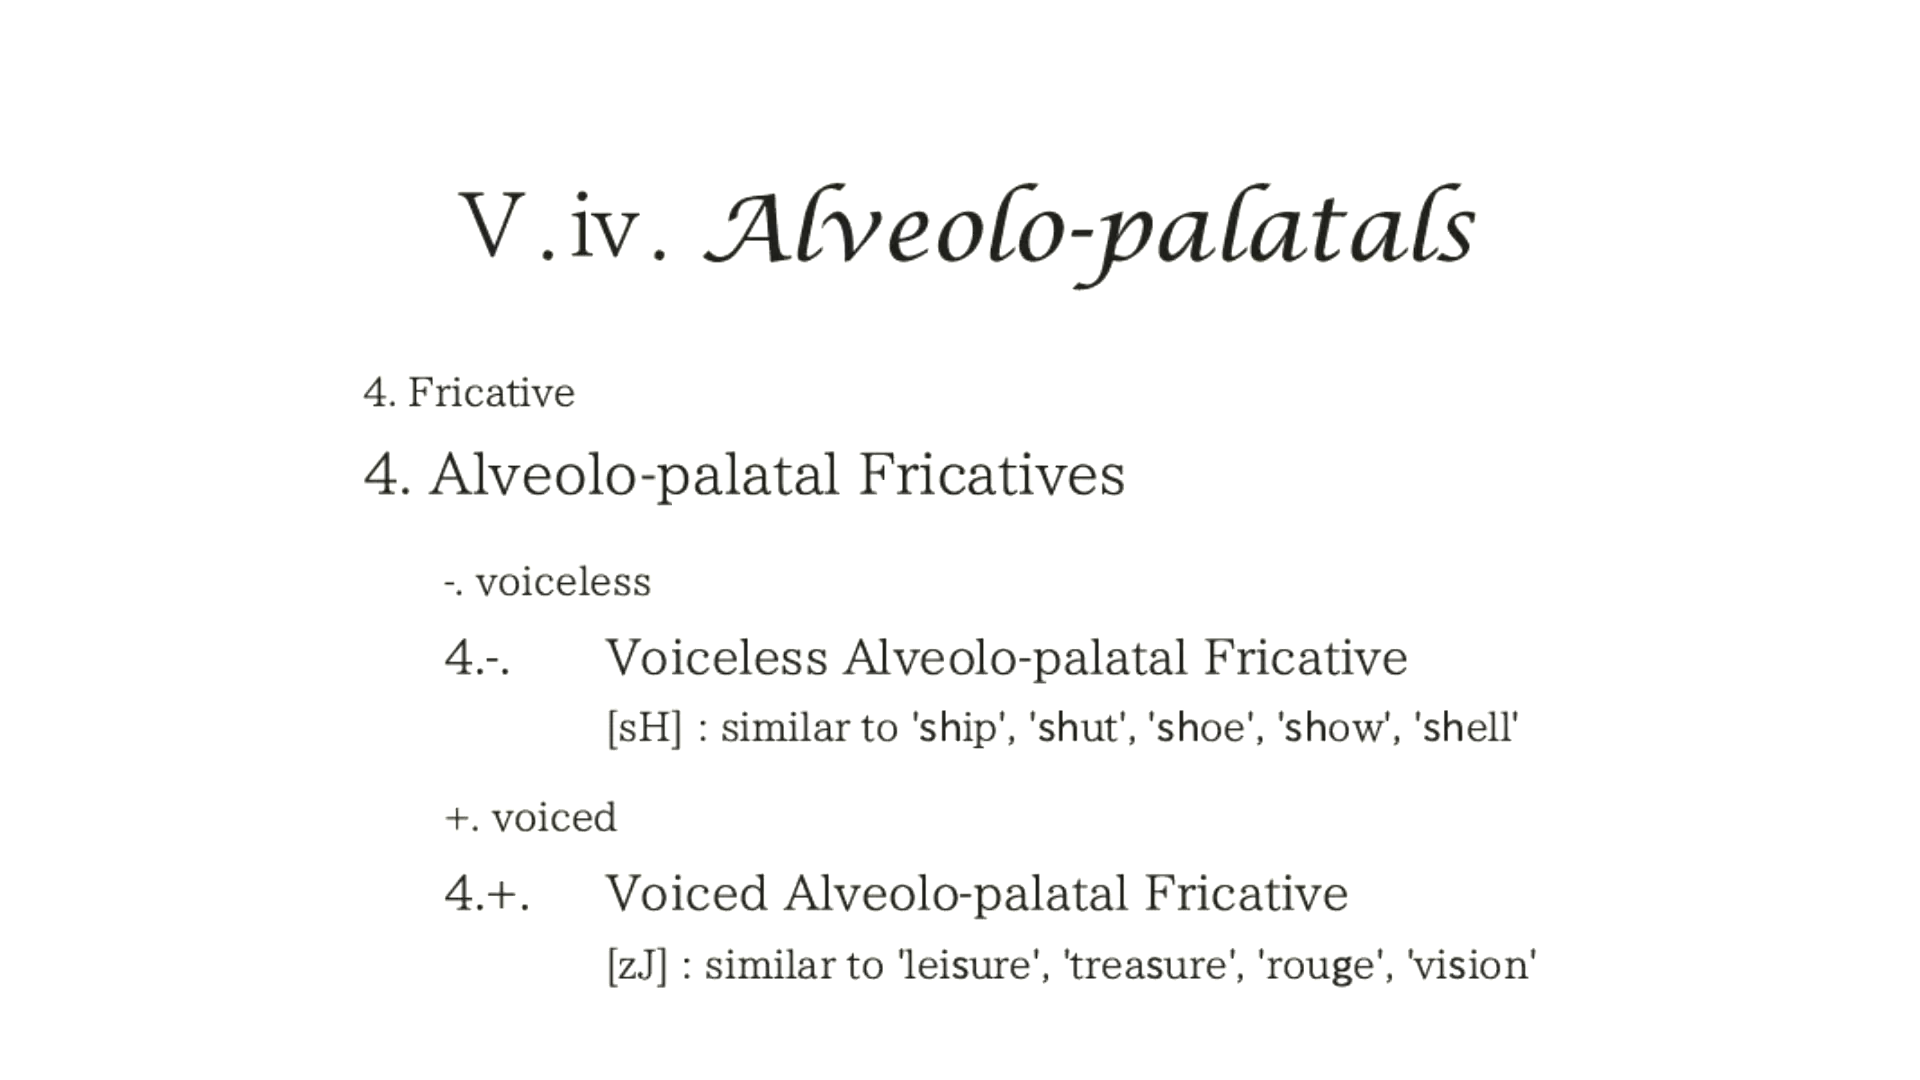 V.iv. Alveolo-palatals
4. Fricative
4. Alveolo-palatal Fricatives
-. voiceless
4.-. Voiceless Alveolo-palatal Fricative
[sH] : similar to 'ship', 'shut', 'shoe', 'show', 'shell'
+. voiced
4.+. Voiced Alveolo-palatal Fricative
[zJ] : similar to 'leisure', 'treasure', 'rouge', 'vision'